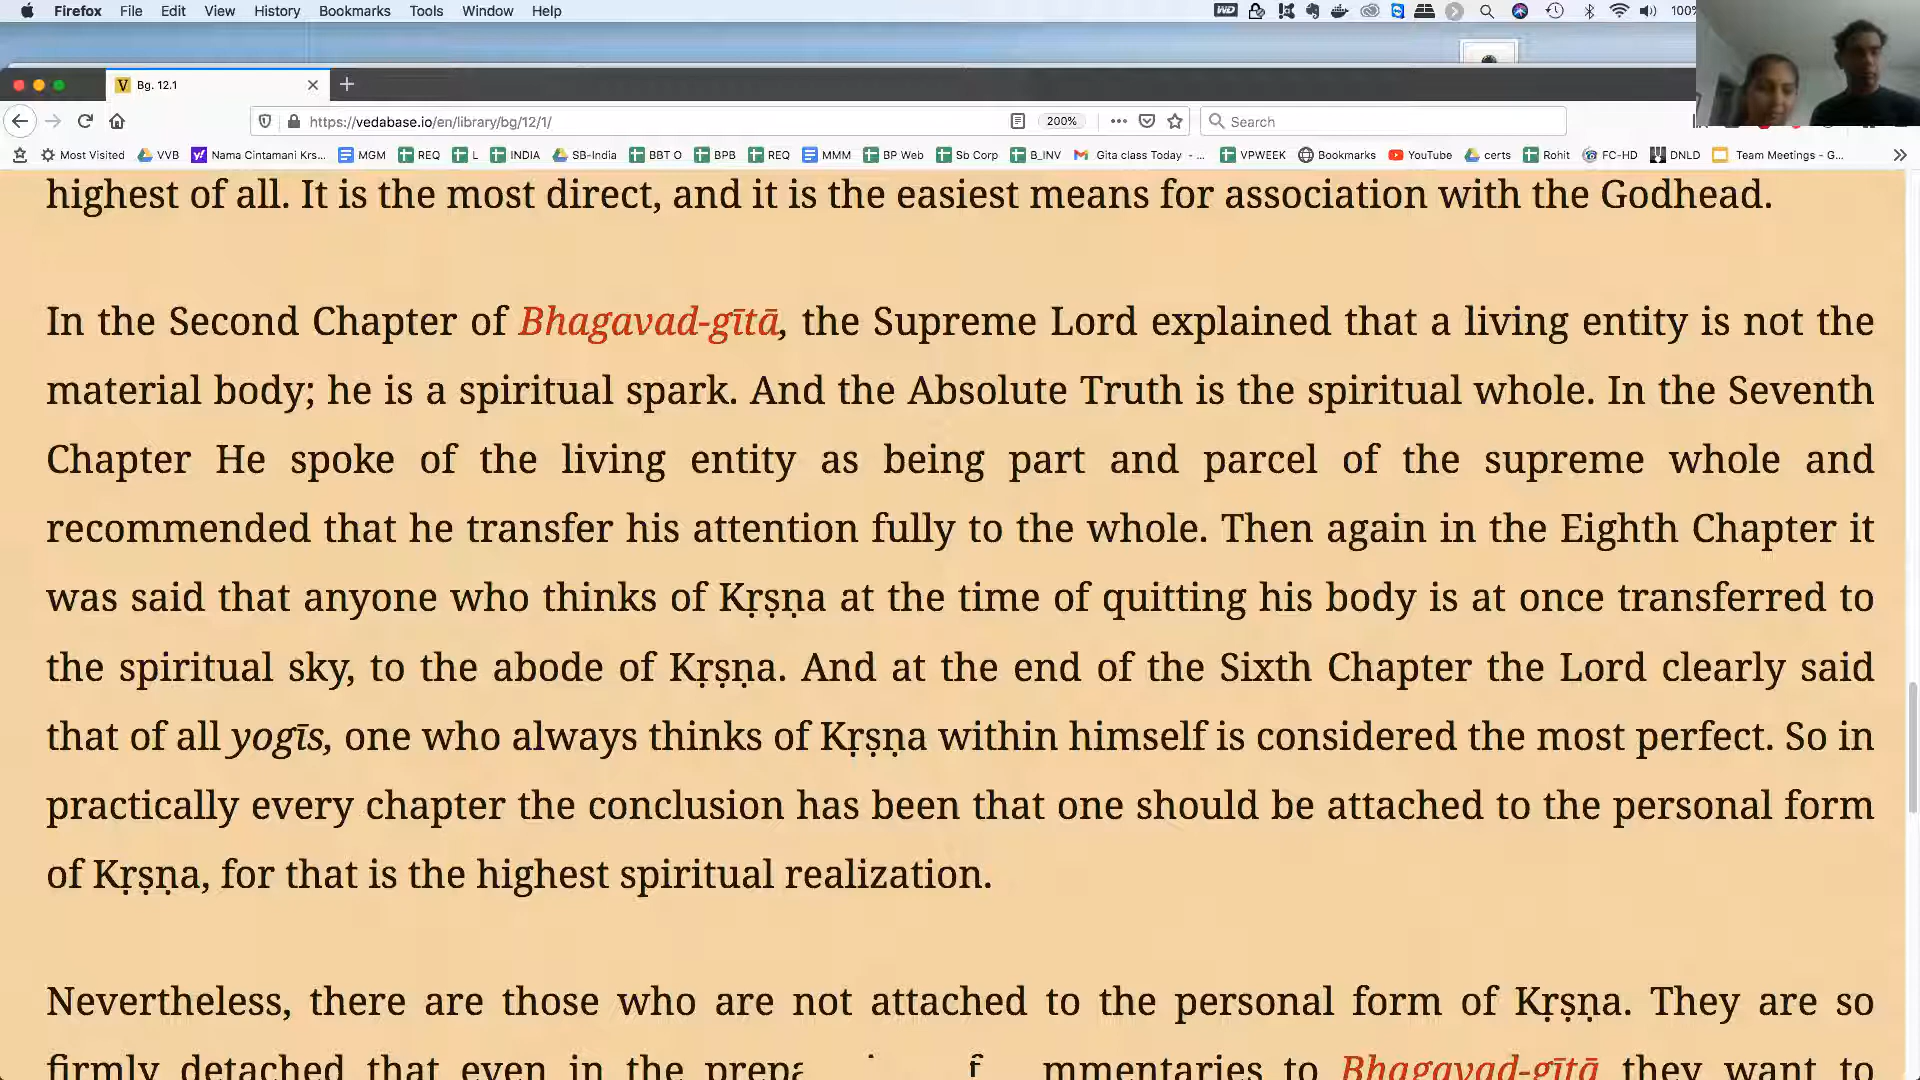 Firefox File Edit View History Bookmarks Tools Window Help WD 100%
V Bg. 12.1
https://vedabase.io/en/library/bg/12/1/ 200% Search
Most Visited VVB Nama Cintamani Krs... MGM REQ L INDIA SB-India BBT O BPB REQ MMM BP Web Sb Corp B_INV Gita class Today - ... VPWEEK Bookmarks YouTube certs Rohit FC-HD DNLD Team Meetings - G...
highest of all. It is the most direct, and it is the easiest means for association with the Godhead.
In the Second Chapter of Bhagavad-gītā, the Supreme Lord explained that a living entity is not the
material body; he is a spiritual spark. And the Absolute Truth is the spiritual whole. In the Seventh
Chapter He spoke of the living entity as being part and parcel of the supreme whole and
recommended that he transfer his attention fully to the whole. Then again in the Eighth Chapter it
was said that anyone who thinks of Kṛṣṇa at the time of quitting his body is at once transferred to
the spiritual sky, to the abode of Kṛṣṇa. And at the end of the Sixth Chapter the Lord clearly said
that of all yogīs, one who always thinks of Kṛṣṇa within himself is considered the most perfect. So in
practically every chapter the conclusion has been that one should be attached to the personal form
of Kṛṣṇa, for that is the highest spiritual realization.
Nevertheless, there are those who are not attached to the personal form of Kṛṣṇa. They are so
firmly detached that even in the mmentaries to Bhagavad-gītā they want to